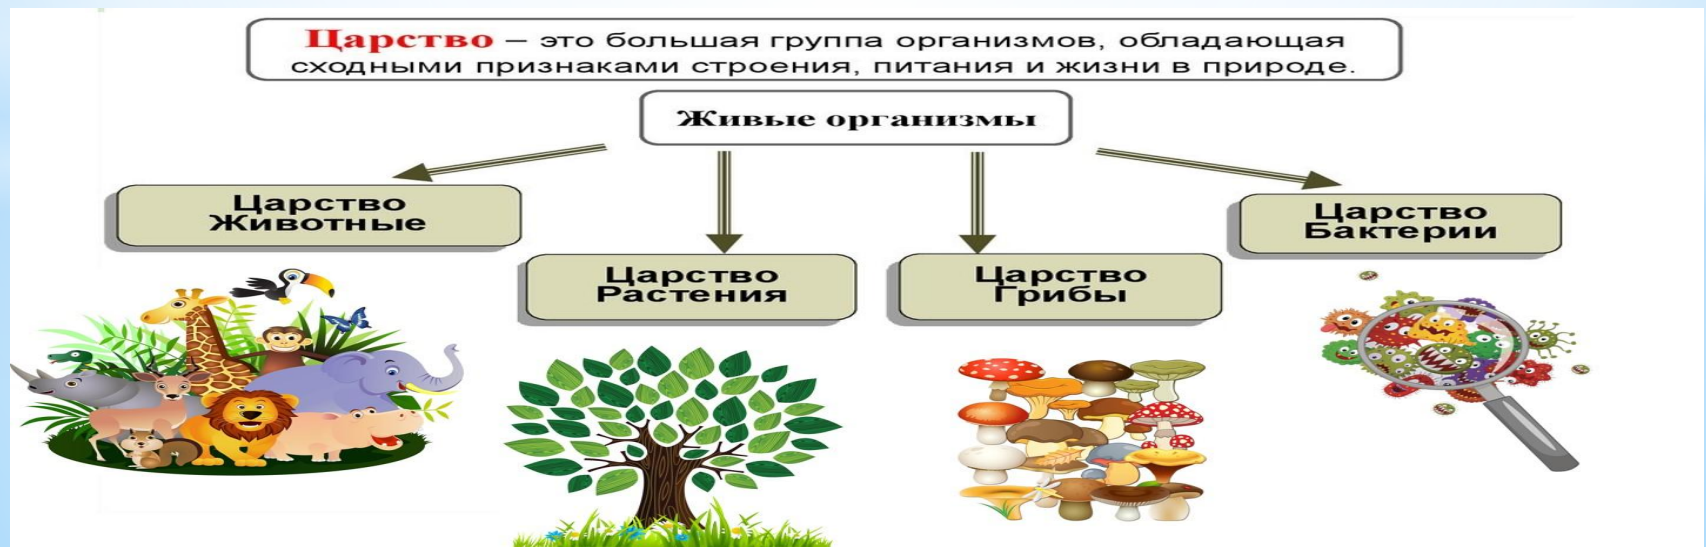 Царство – это большая группа организмов, обладающая
сходными признаками строения, питания и жизни в природе.
Живые организмы
Царство
Животные
Царство
Растения
Царство
Грибы
Царство
Бактерии